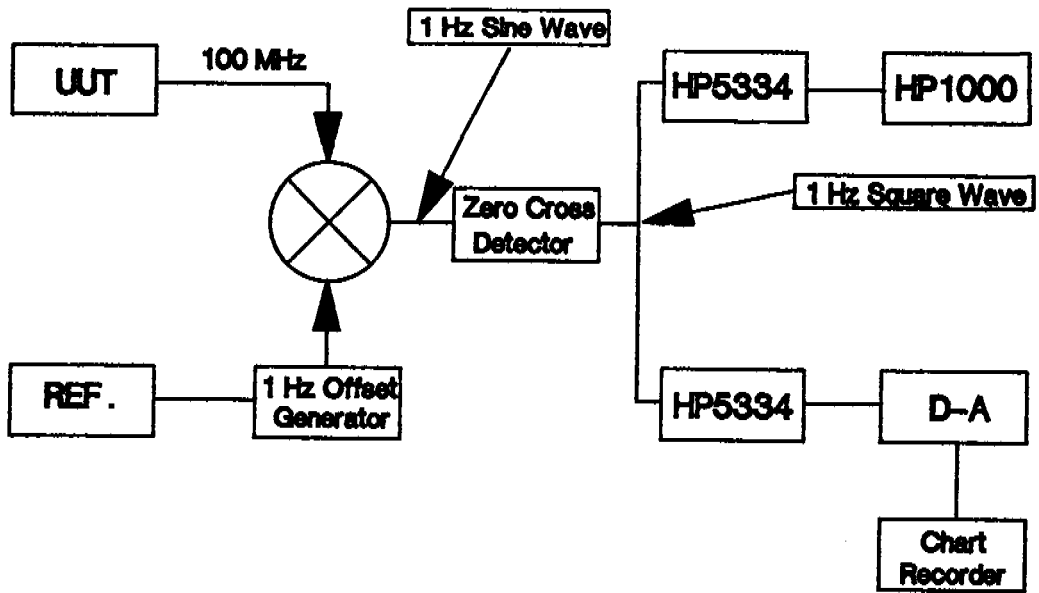 1 Hz Sine Wave
UUT
100 MHz
HP5334
HP1000
1 Hz Square Wave
Zero Cross
Detector
REF.
1 Hz Offset
Generator
HP5334
D-A
Chart
Recorder